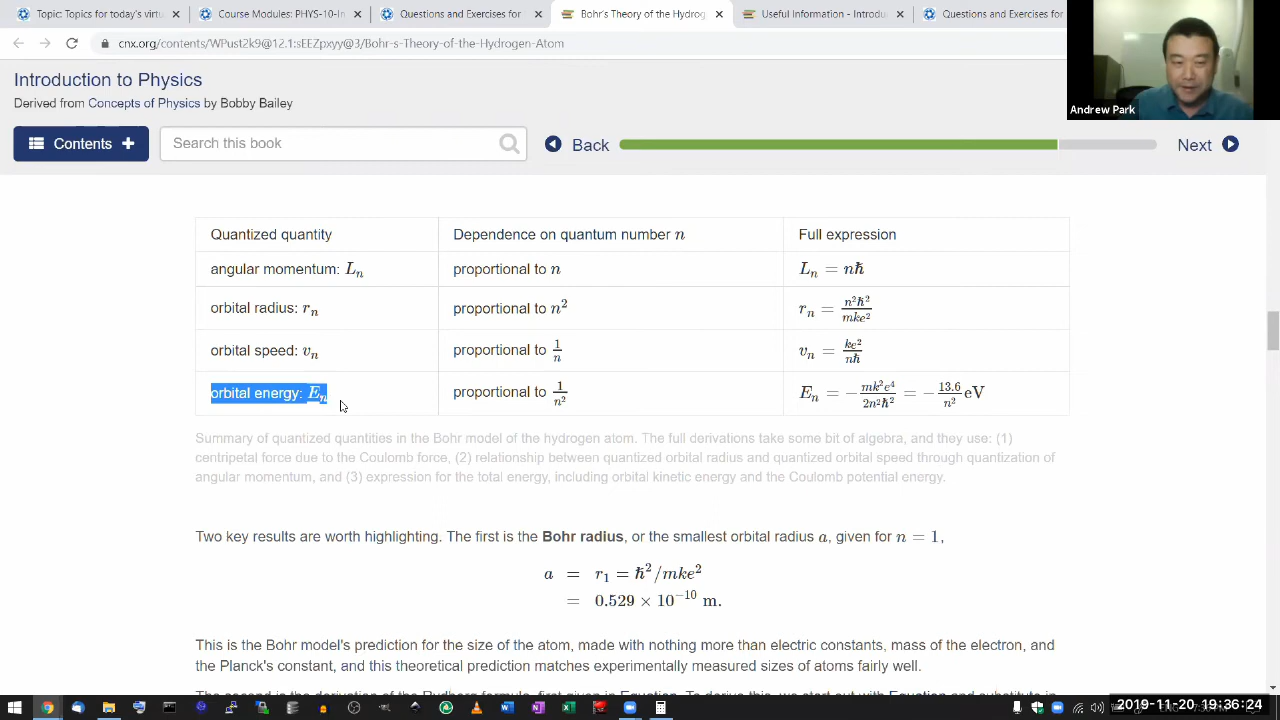 Topic: Topics for today's virtu
Course Modules: PHYS-10-In
Questions and Exercises for
Bohr's Theory of the Hydrog
Useful Information - Introdu
Questions and Exercises for
cnx.org/contents/WPust2k9@12.1:sEEZpxyy@3/Bohr-s-Theory-of-the-Hydrogen-Atom
Andrew Park
Introduction to Physics
Derived from Concepts of Physics by Bobby Bailey
Contents +
Search this book
Back
Next
Quantized quantity Dependence on quantum number n Full expression
angular momentum: Lₙ proportional to n Lₙ = nℏ
orbital radius: rₙ proportional to n² rₙ = n²ℏ²/mke²
orbital speed: vₙ proportional to 1/n vₙ = ke²/nℏ
orbital energy: Eₙ proportional to 1/n² Eₙ = −mk²e⁴/2n²ℏ² = −13.6/n² eV
Summary of quantized quantities in the Bohr model of the hydrogen atom. The full derivations take some bit of algebra, and they use: (1)
centripetal force due to the Coulomb force, (2) relationship between quantized orbital radius and quantized orbital speed through quantization of
angular momentum, and (3) expression for the total energy, including orbital kinetic energy and the Coulomb potential energy.
Two key results are worth highlighting. The first is the Bohr radius, or the smallest orbital radius a, given for n = 1,
a = r₁ = ℏ²/mke²
= 0.529 × 10⁻¹⁰ m.
This is the Bohr model's prediction for the size of the atom, made with nothing more than electric constants, mass of the electron, and
the Planck's constant, and this theoretical prediction matches experimentally measured sizes of atoms fairly well.
2019-11-20 19:36:24